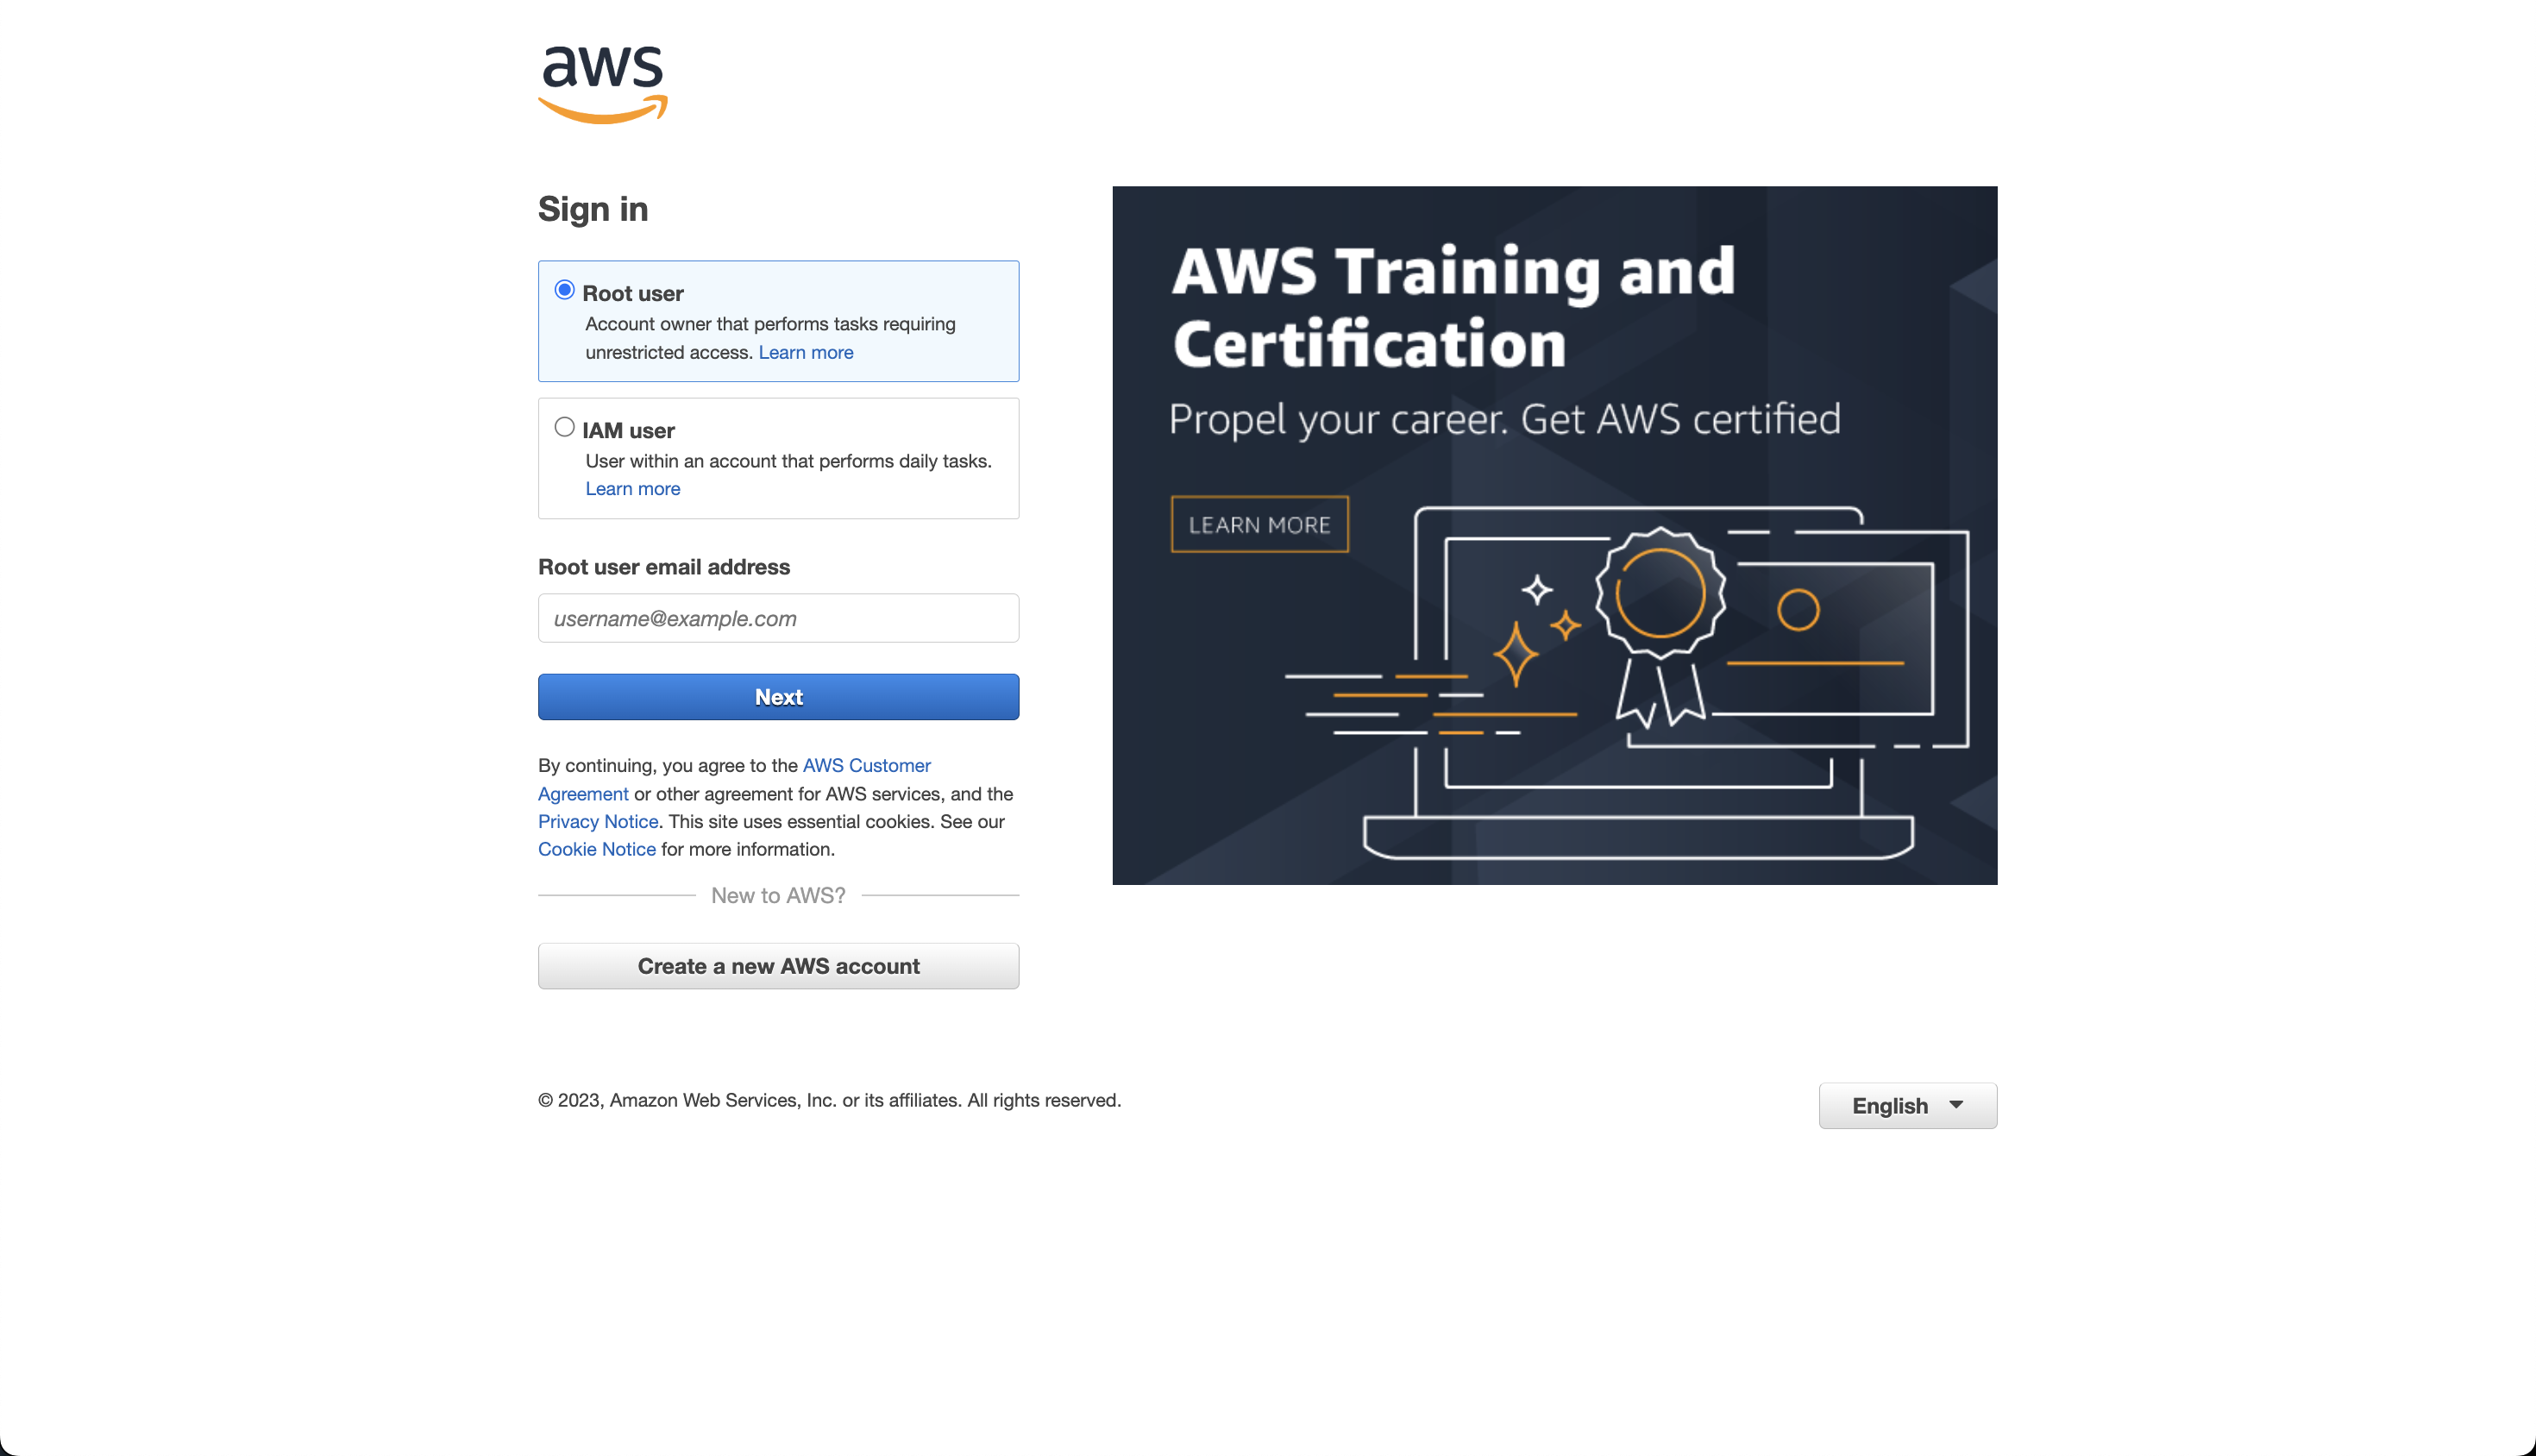 aws
Sign in
Root user
Account owner that performs tasks requiring
unrestricted access. Learn more
IAM user
User within an account that performs daily tasks.
Learn more
Root user email address
username@example.com
Next
By continuing, you agree to the AWS Customer
Agreement or other agreement for AWS services, and the
Privacy Notice. This site uses essential cookies. See our
Cookie Notice for more information.
New to AWS?
Create a new AWS account
AWS Training and
Certification
Propel your career. Get AWS certified
LEARN MORE
© 2023, Amazon Web Services, Inc. or its affiliates. All rights reserved.
English